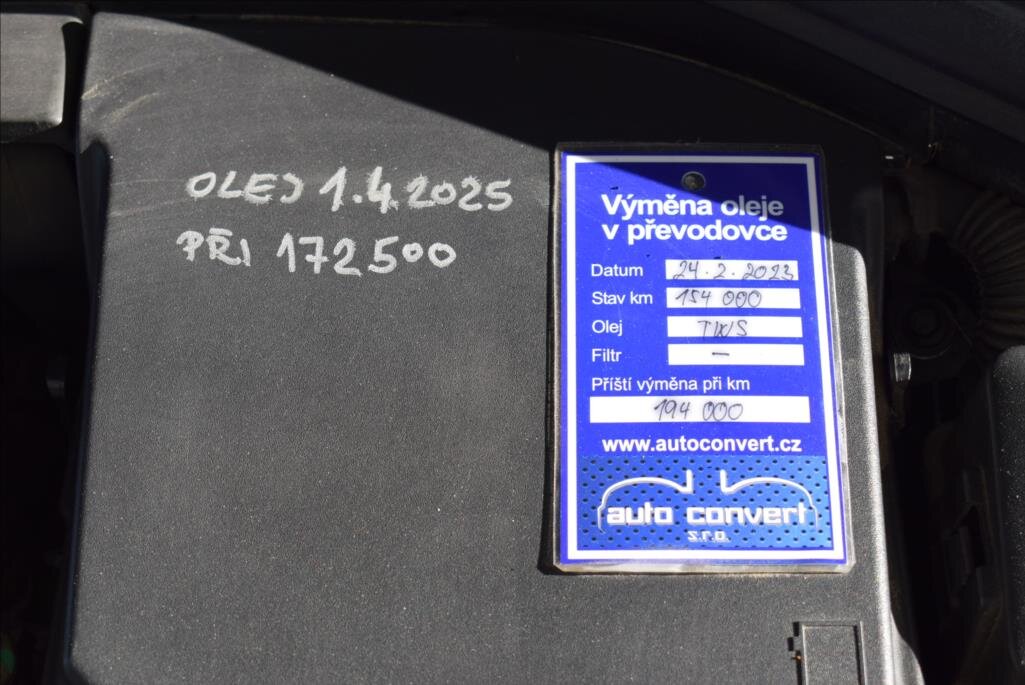 OLEJ 1.4.2025
PŘI 172500
Výměna oleje
v převodovce
Datum 24.2.2023
Stav km 154 000
Olej TWS
Filtr –
Příští výměna při km
194 000
www.autoconvert.cz
auto convert
s.r.o.